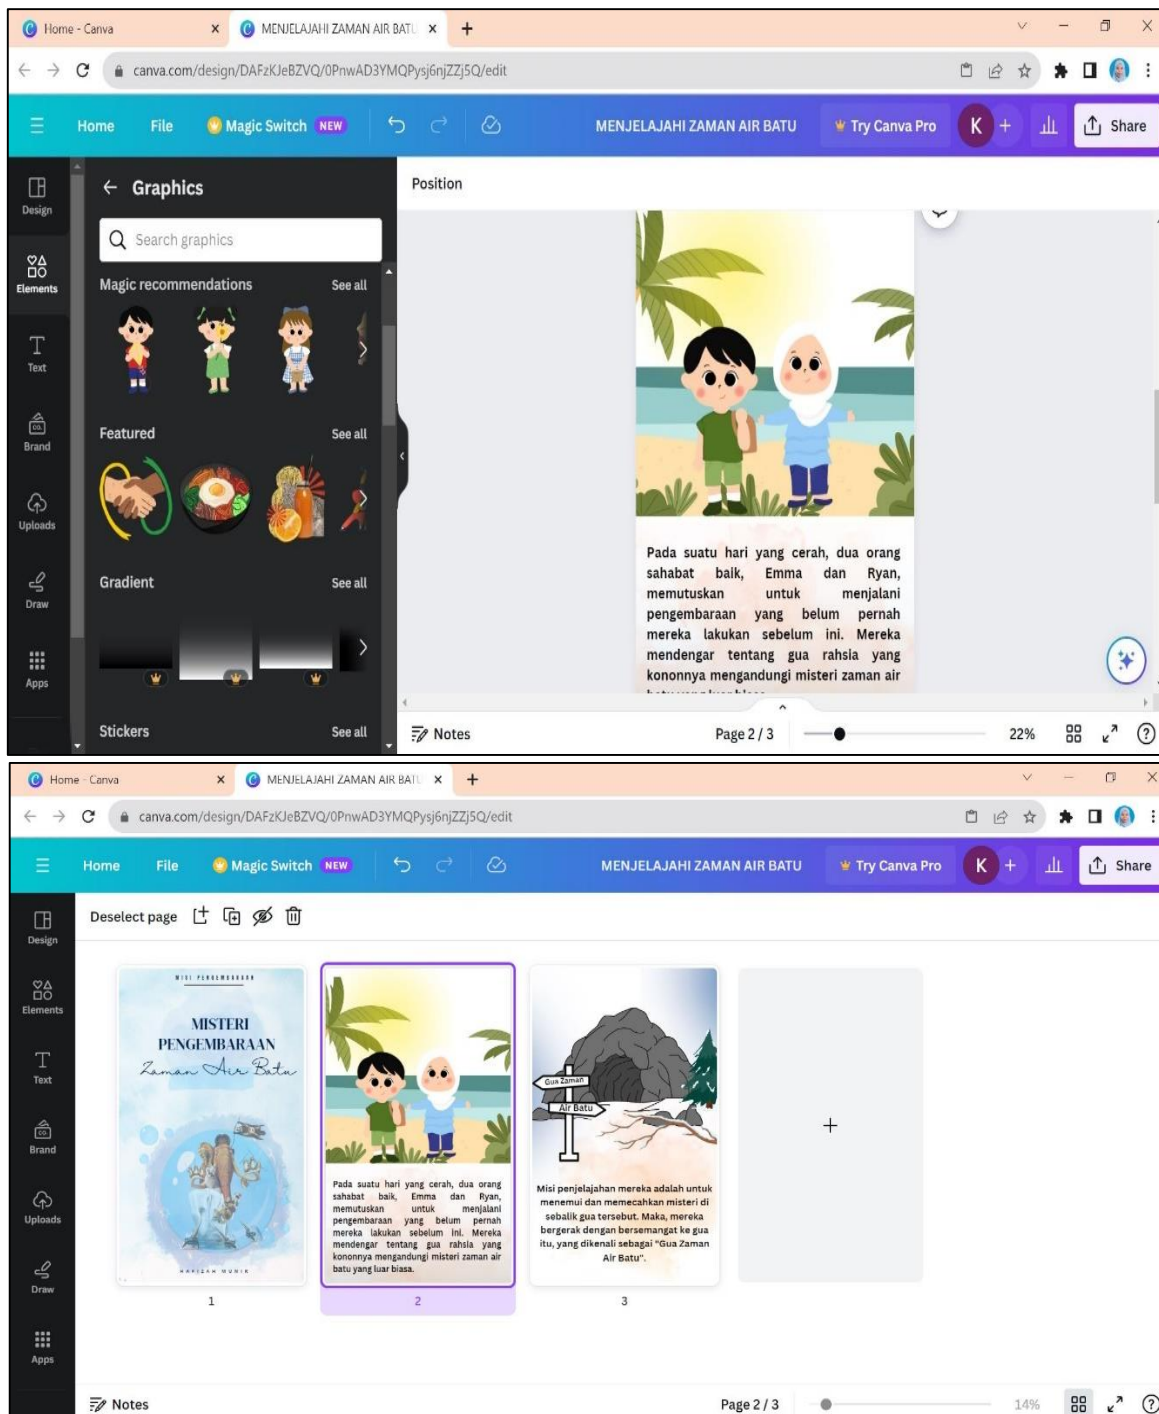 Home - Canva
MENJELAJAHI ZAMAN AIR BATU
canva.com/design/DAFzKJeBZVQ/0PnwAD3YMQPysj6njZZj5Q/edit
Home File Magic Switch NEW MENJELAJAHI ZAMAN AIR BATU Try Canva Pro K + Share
Design
Elements
Text
Brand
Uploads
Draw
Apps
Graphics
Search graphics
Magic recommendations See all
Featured See all
Gradient See all
Stickers See all
Position
Pada suatu hari yang cerah, dua orang
sahabat baik, Emma dan Ryan,
memutuskan untuk menjalani
pengembaraan yang belum pernah
mereka lakukan sebelum ini. Mereka
mendengar tentang gua rahsia yang
kononnya mengandungi misteri zaman air
batu yang luar biasa.
Notes Page 2 / 3 22%
Home - Canva
MENJELAJAHI ZAMAN AIR BATU
canva.com/design/DAFzKJeBZVQ/0PnwAD3YMQPysj6njZZj5Q/edit
Home File Magic Switch NEW MENJELAJAHI ZAMAN AIR BATU Try Canva Pro K + Share
Design
Elements
Text
Brand
Uploads
Draw
Apps
Deselect page
MISI PENGEMBARAAN
MISTERI
PENGEMBARAAN
Zaman Air Batu
1
Pada suatu hari yang cerah, dua orang
sahabat baik, Emma dan Ryan,
memutuskan untuk menjalani
pengembaraan yang belum pernah
mereka lakukan sebelum ini. Mereka
mendengar tentang gua rahsia yang
kononnya mengandungi misteri zaman air
batu yang luar biasa.
2
Gua Zaman
Air Batu
Misi penjelajahan mereka adalah untuk
menemui dan memecahkan misteri di
sebalik gua tersebut. Maka, mereka
bergerak dengan bersemangat ke gua
itu, yang dikenali sebagai "Gua Zaman
Air Batu".
3
Notes Page 2 / 3 14%